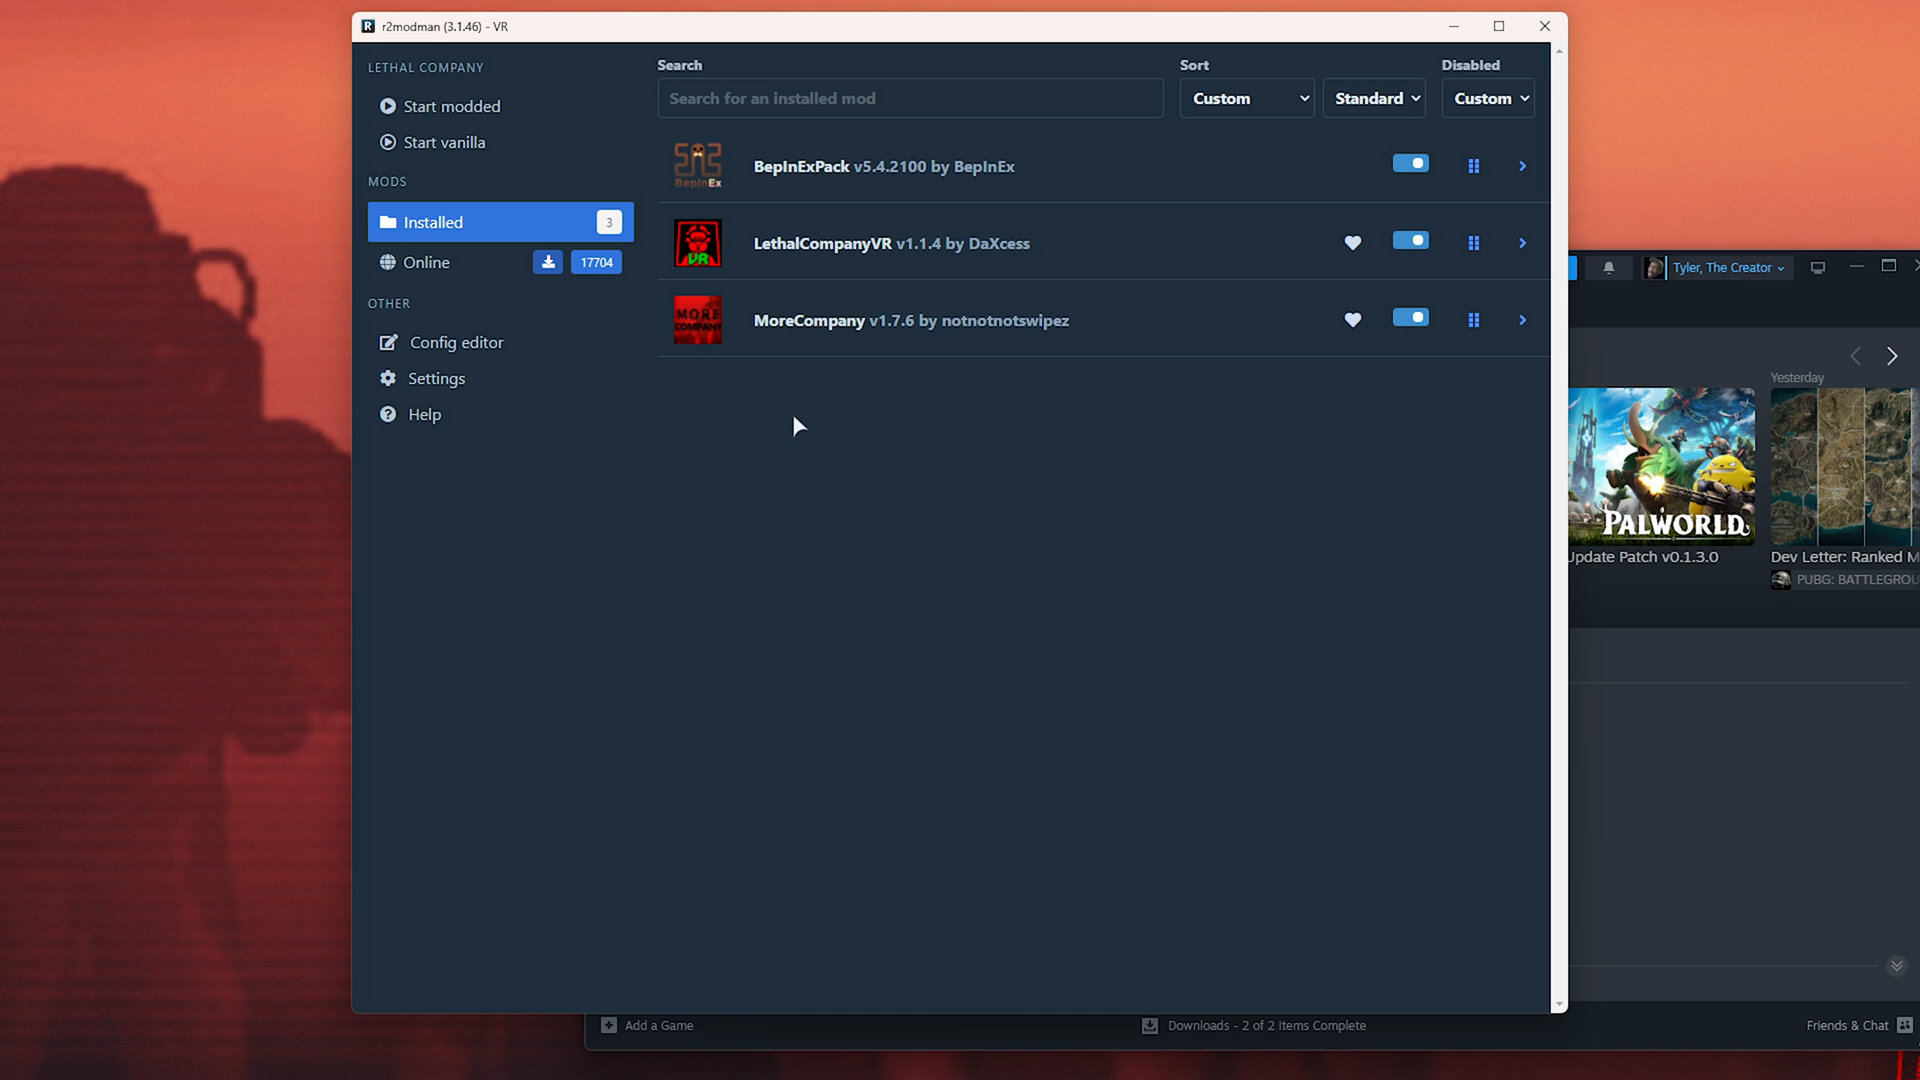 r2modman (3.1.46) - VR
LETHAL COMPANY
Start modded
Start vanilla
MODS
Installed 3
Online 17704
OTHER
Config editor
Settings
Help
Search
Search for an installed mod
Sort
Custom
Standard
Disabled
Custom
BepInEx
BepInExPack v5.4.2100 by BepInEx
VR
LethalCompanyVR v1.1.4 by DaXcess
MORE
COMPANY
MoreCompany v1.7.6 by notnotnotswipez
Tyler, The Creator
Yesterday
PALWORLD
Update Patch v0.1.3.0
Dev Letter: Ranked M
PUBG: BATTLEGROU
Add a Game
Downloads - 2 of 2 Items Complete
Friends & Chat